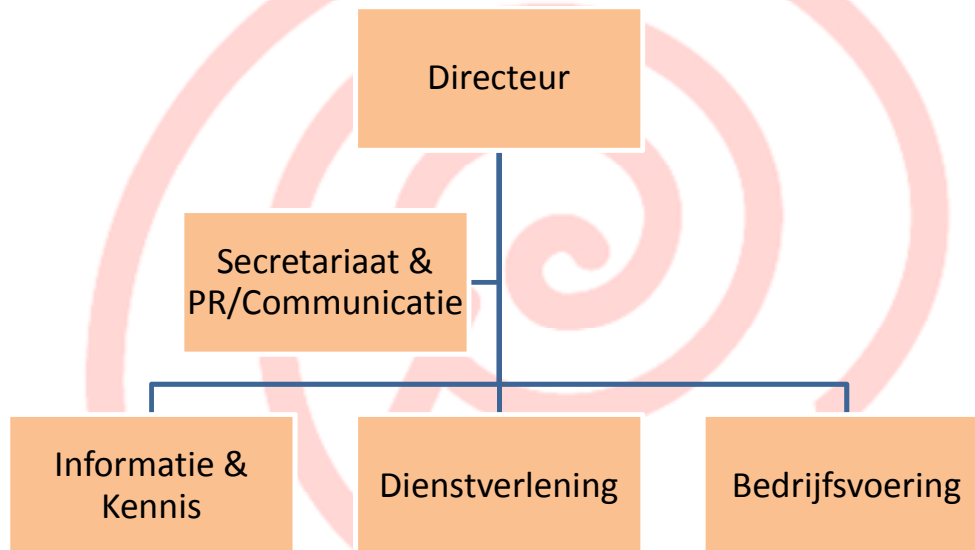 Directeur
Secretariaat &
PR/Communicatie
Informatie &
Kennis
Dienstverlening
Bedrijfsvoering